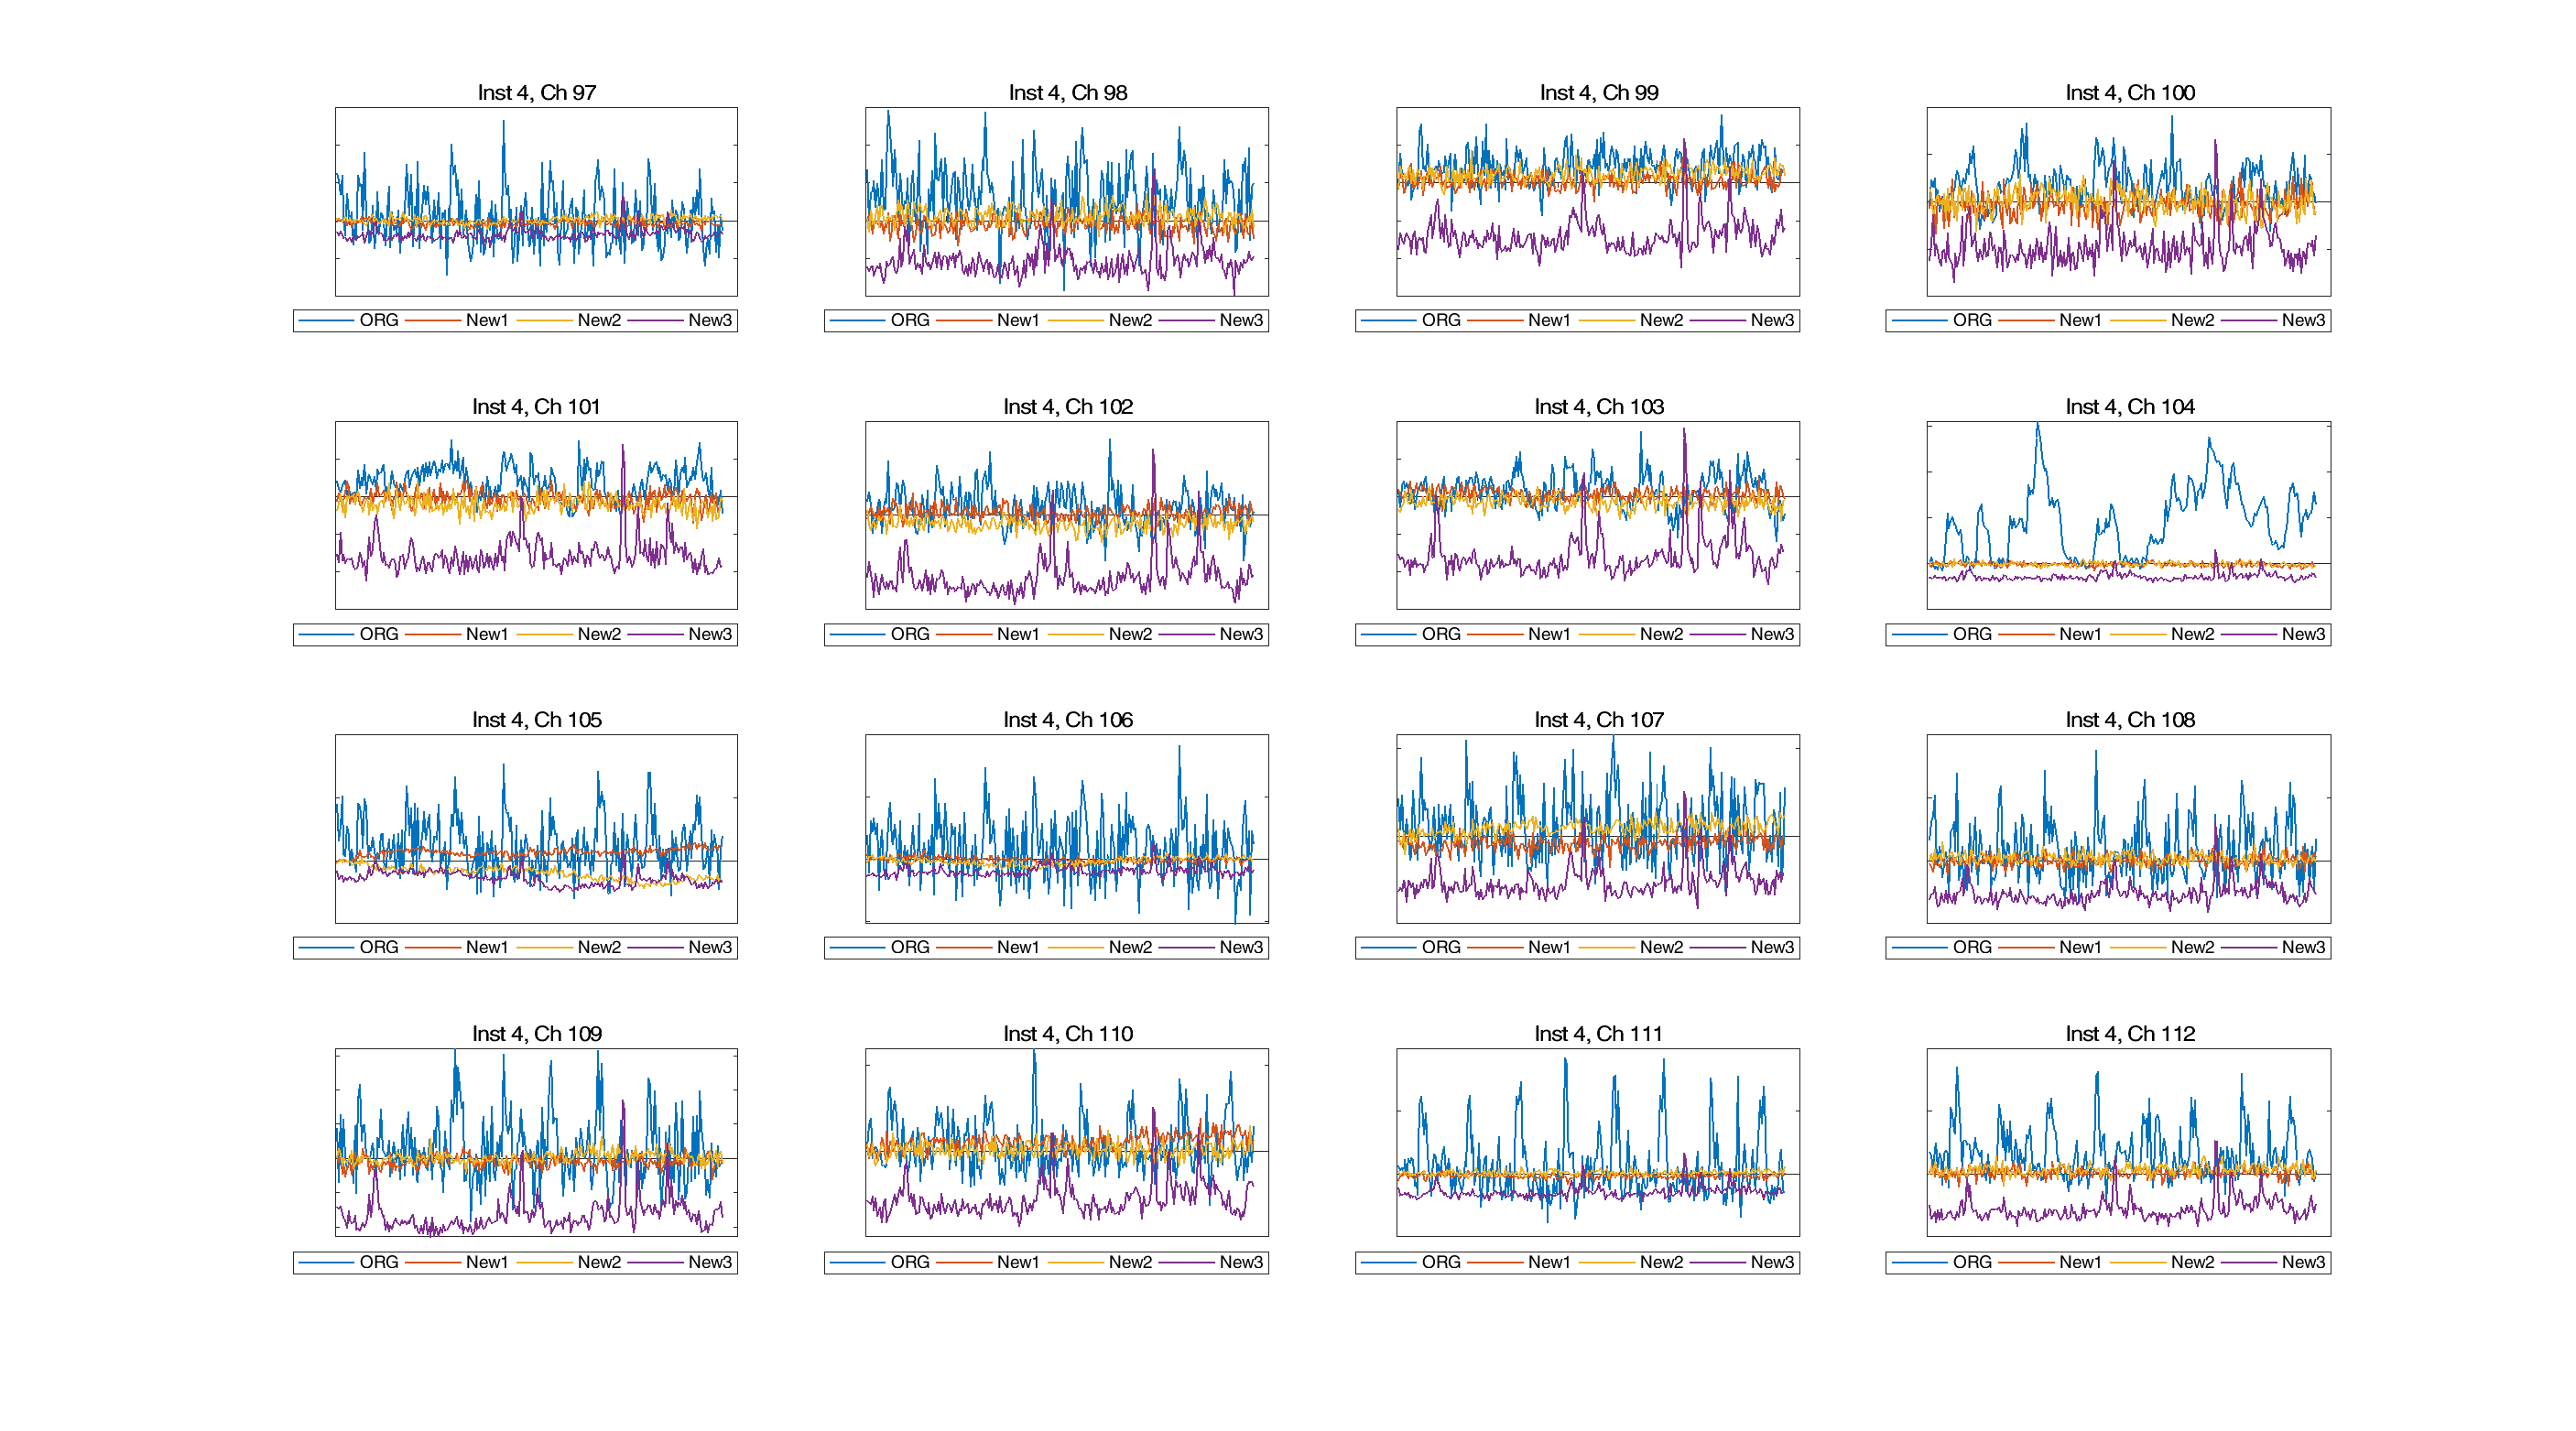 Inst 4, Ch 97
Inst 4, Ch 98
Inst 4, Ch 99
Inst 4, Ch 100
ORG New1 New2 New3
ORG New1 New2 New3
ORG New1 New2 New3
ORG New1 New2 New3
Inst 4, Ch 101
Inst 4, Ch 102
Inst 4, Ch 103
Inst 4, Ch 104
ORG New1 New2 New3
ORG New1 New2 New3
ORG New1 New2 New3
ORG New1 New2 New3
Inst 4, Ch 105
Inst 4, Ch 106
Inst 4, Ch 107
Inst 4, Ch 108
ORG New1 New2 New3
ORG New1 New2 New3
ORG New1 New2 New3
ORG New1 New2 New3
Inst 4, Ch 109
Inst 4, Ch 110
Inst 4, Ch 111
Inst 4, Ch 112
ORG New1 New2 New3
ORG New1 New2 New3
ORG New1 New2 New3
ORG New1 New2 New3